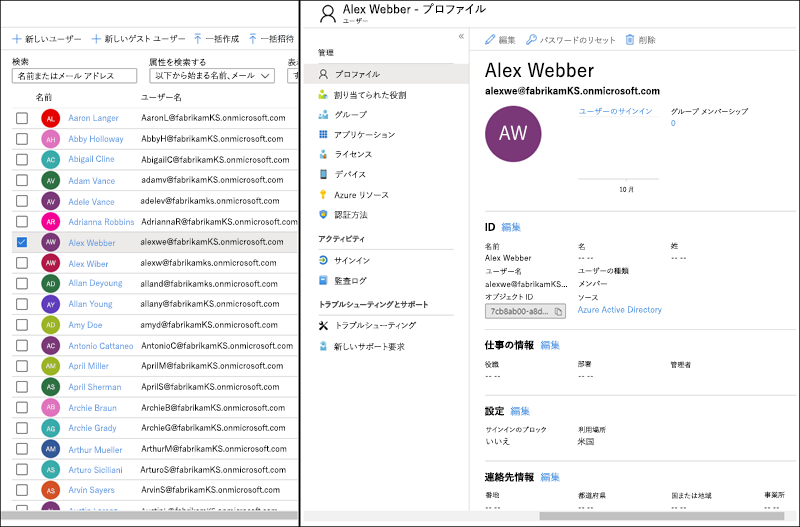 新しいユーザー 新しいゲスト ユーザー 一括作成 一括招待
検索 属性を検索する 表
名前またはメール アドレス 以下から始まる名前、メール
名前 ユーザー名
AL Aaron Langer AaronL@fabrikamKS.onmicrosoft.com
AH Abby Holloway AbbyH@fabrikamKS.onmicrosoft.com
AC Abigail Cline AbigailC@fabrikamKS.onmicrosoft.com
AV Adam Vance adamv@fabrikamKS.onmicrosoft.com
AV Adele Vance adelev@fabrikamks.onmicrosoft.com
AR Adrianna Robbins AdriannaR@fabrikamKS.onmicrosoft.com
AW Alex Webber alexwe@fabrikamKS.onmicrosoft.com
AW Alex Wiber alexw@fabrikamks.onmicrosoft.com
AD Allan Deyoung alland@fabrikamKS.onmicrosoft.com
AY Allan Young allany@fabrikamKS.onmicrosoft.com
AD Amy Doe amyd@fabrikamKS.onmicrosoft.com
AC Antonio Cattaneo AntonioC@fabrikamKS.onmicrosoft.com
AM April Miller AprilM@fabrikamKS.onmicrosoft.com
AS April Sherman AprilS@fabrikamKS.onmicrosoft.com
AB Archie Braun ArchieB@fabrikamKS.onmicrosoft.com
AG Archie Grady ArchieG@fabrikamKS.onmicrosoft.com
AM Arthur Mueller ArthurM@fabrikamKS.onmicrosoft.com
AS Arturo Siciliani ArturoS@fabrikamKS.onmicrosoft.com
AS Arvin Sayers ArvinS@fabrikamKS.onmicrosoft.com
Alex Webber - プロファイル
ユーザー
管理
プロファイル
割り当てられた役割
グループ
アプリケーション
ライセンス
デバイス
Azure リソース
認証方法
アクティビティ
サインイン
監査ログ
トラブルシューティングとサポート
トラブルシューティング
新しいサポート要求
編集 パスワードのリセット 削除
Alex Webber
alexwe@fabrikamKS.onmicrosoft.com
AW
ユーザーのサインイン グループ メンバーシップ
0
10 月
ID 編集
名前 名 姓
Alex Webber -- -- -- --
ユーザー名 ユーザーの種類
alexwe@fabrikamKS... メンバー
オブジェクト ID ソース
7cb8ab00-a8d... Azure Active Directory
仕事の情報 編集
役職 部署 管理者
-- -- -- -- -- --
設定 編集
サインインのブロック 利用場所
いいえ 米国
連絡先情報 編集
番地 都道府県 国または地域 事業所
-- -- -- -- -- -- -- --